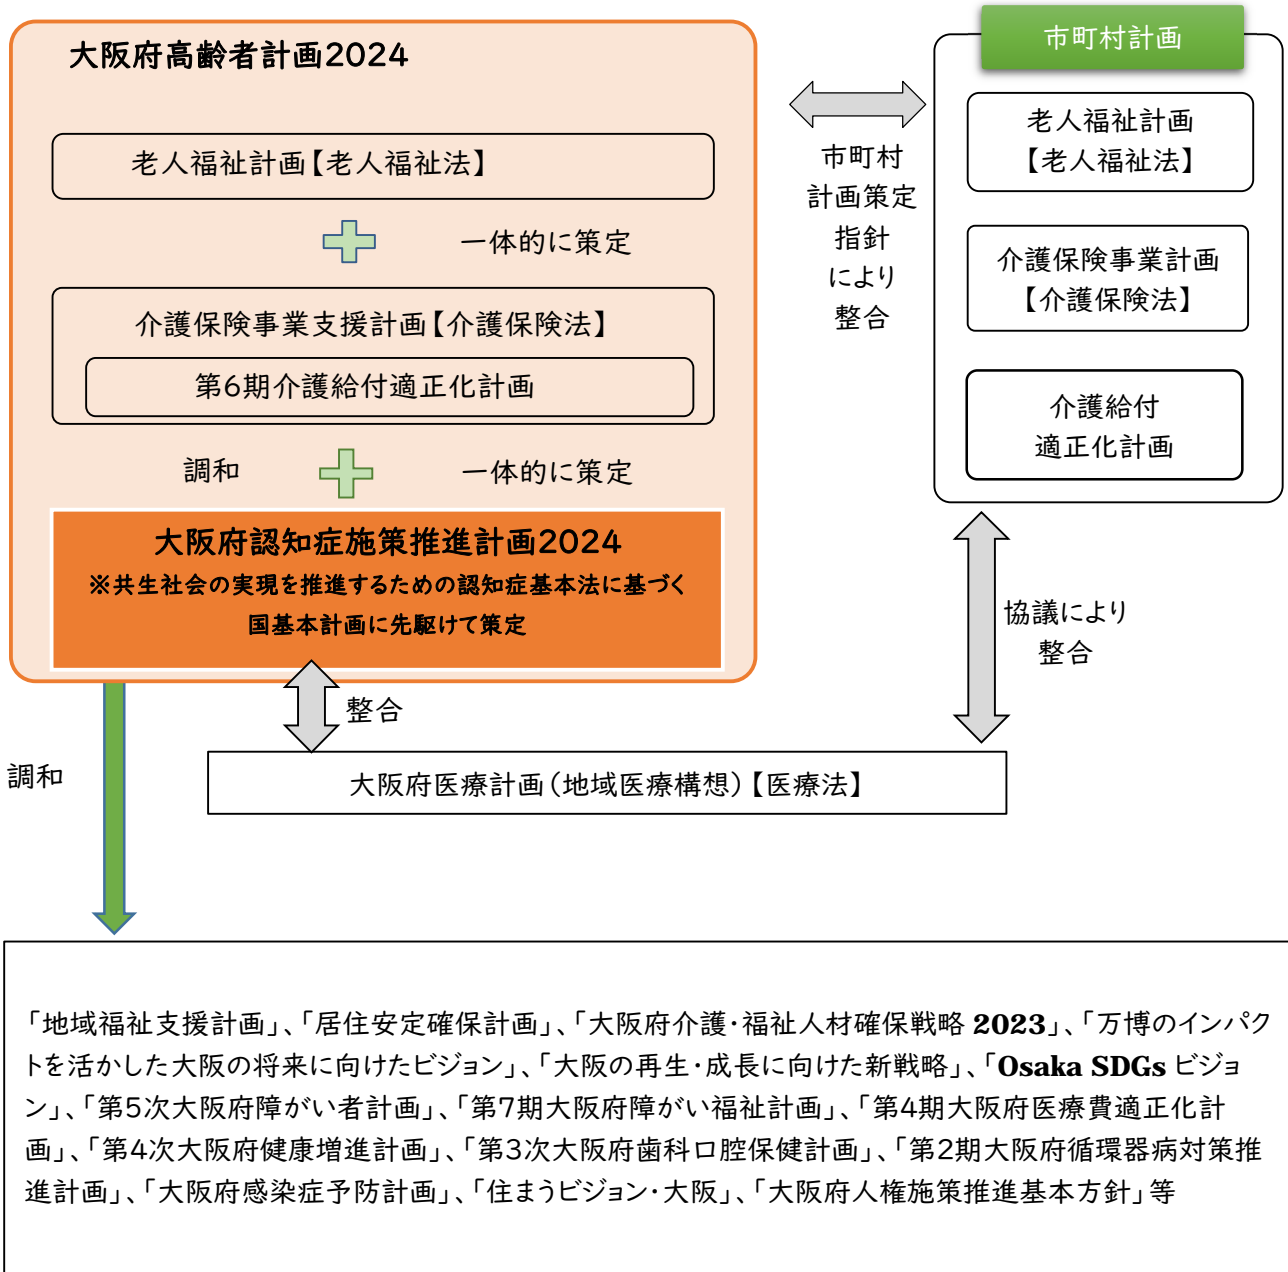 大阪府高齢者計画2024
老人福祉計画【老人福祉法】
一体的に策定
介護保険事業支援計画【介護保険法】
第6期介護給付適正化計画
調和
一体的に策定
大阪府認知症施策推進計画2024
※共生社会の実現を推進するための認知症基本法に基づく
国基本計画に先駆けて策定
市町村
計画策定
指針
により
整合
市町村計画
老人福祉計画
【老人福祉法】
介護保険事業計画
【介護保険法】
介護給付
適正化計画
協議により
整合
整合
調和
大阪府医療計画(地域医療構想)【医療法】
「地域福祉支援計画」、「居住安定確保計画」、「大阪府介護・福祉人材確保戦略 2023」、「万博のインパク
トを活かした大阪の将来に向けたビジョン」、「大阪の再生・成長に向けた新戦略」、「Osaka SDGs ビジョ
ン」、「第5次大阪府障がい者計画」、「第7期大阪府障がい福祉計画」、「第4期大阪府医療費適正化計
画」、「第4次大阪府健康増進計画」、「第3次大阪府歯科口腔保健計画」、「第2期大阪府循環器病対策推
進計画」、「大阪府感染症予防計画」、「住まうビジョン・大阪」、「大阪府人権施策推進基本方針」等